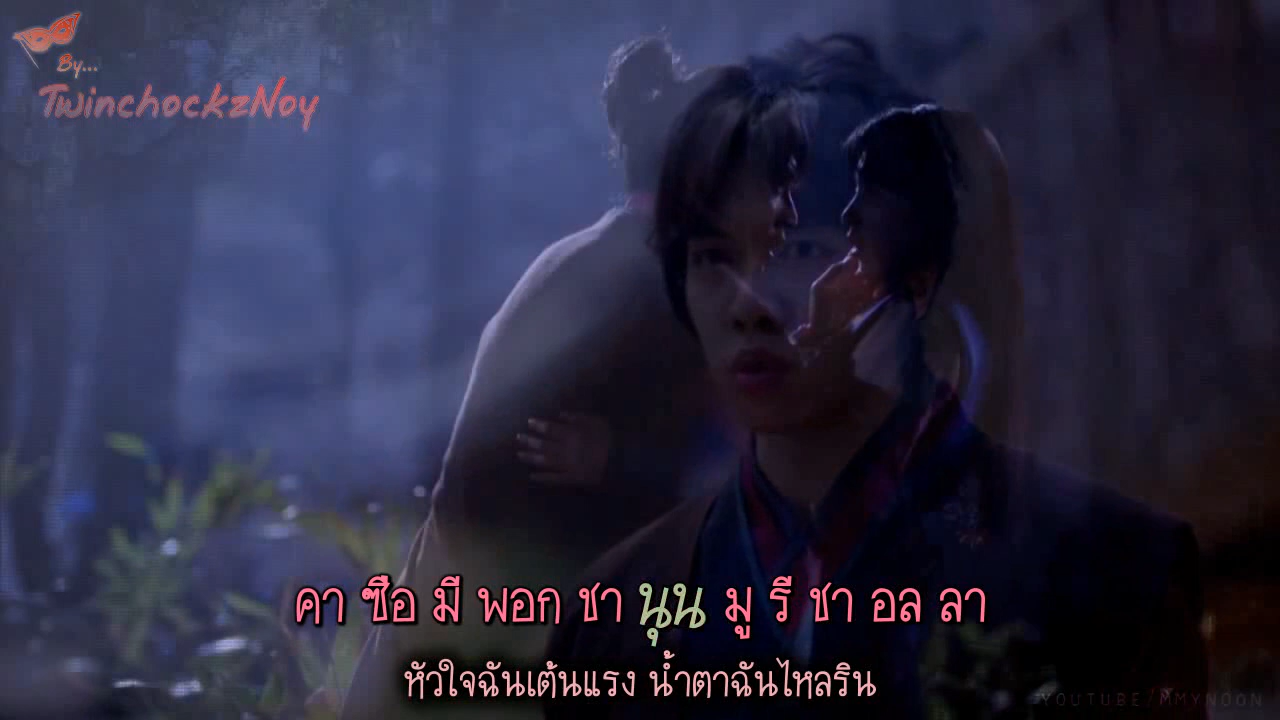 By...
TwinchockzNoy
คา ซือ มี พอก ชา นุน มู รี ชา อล ลา
หัวใจฉันเต้นแรง น้ำตาฉันไหลริน
YOUTUBE/MMYNOON